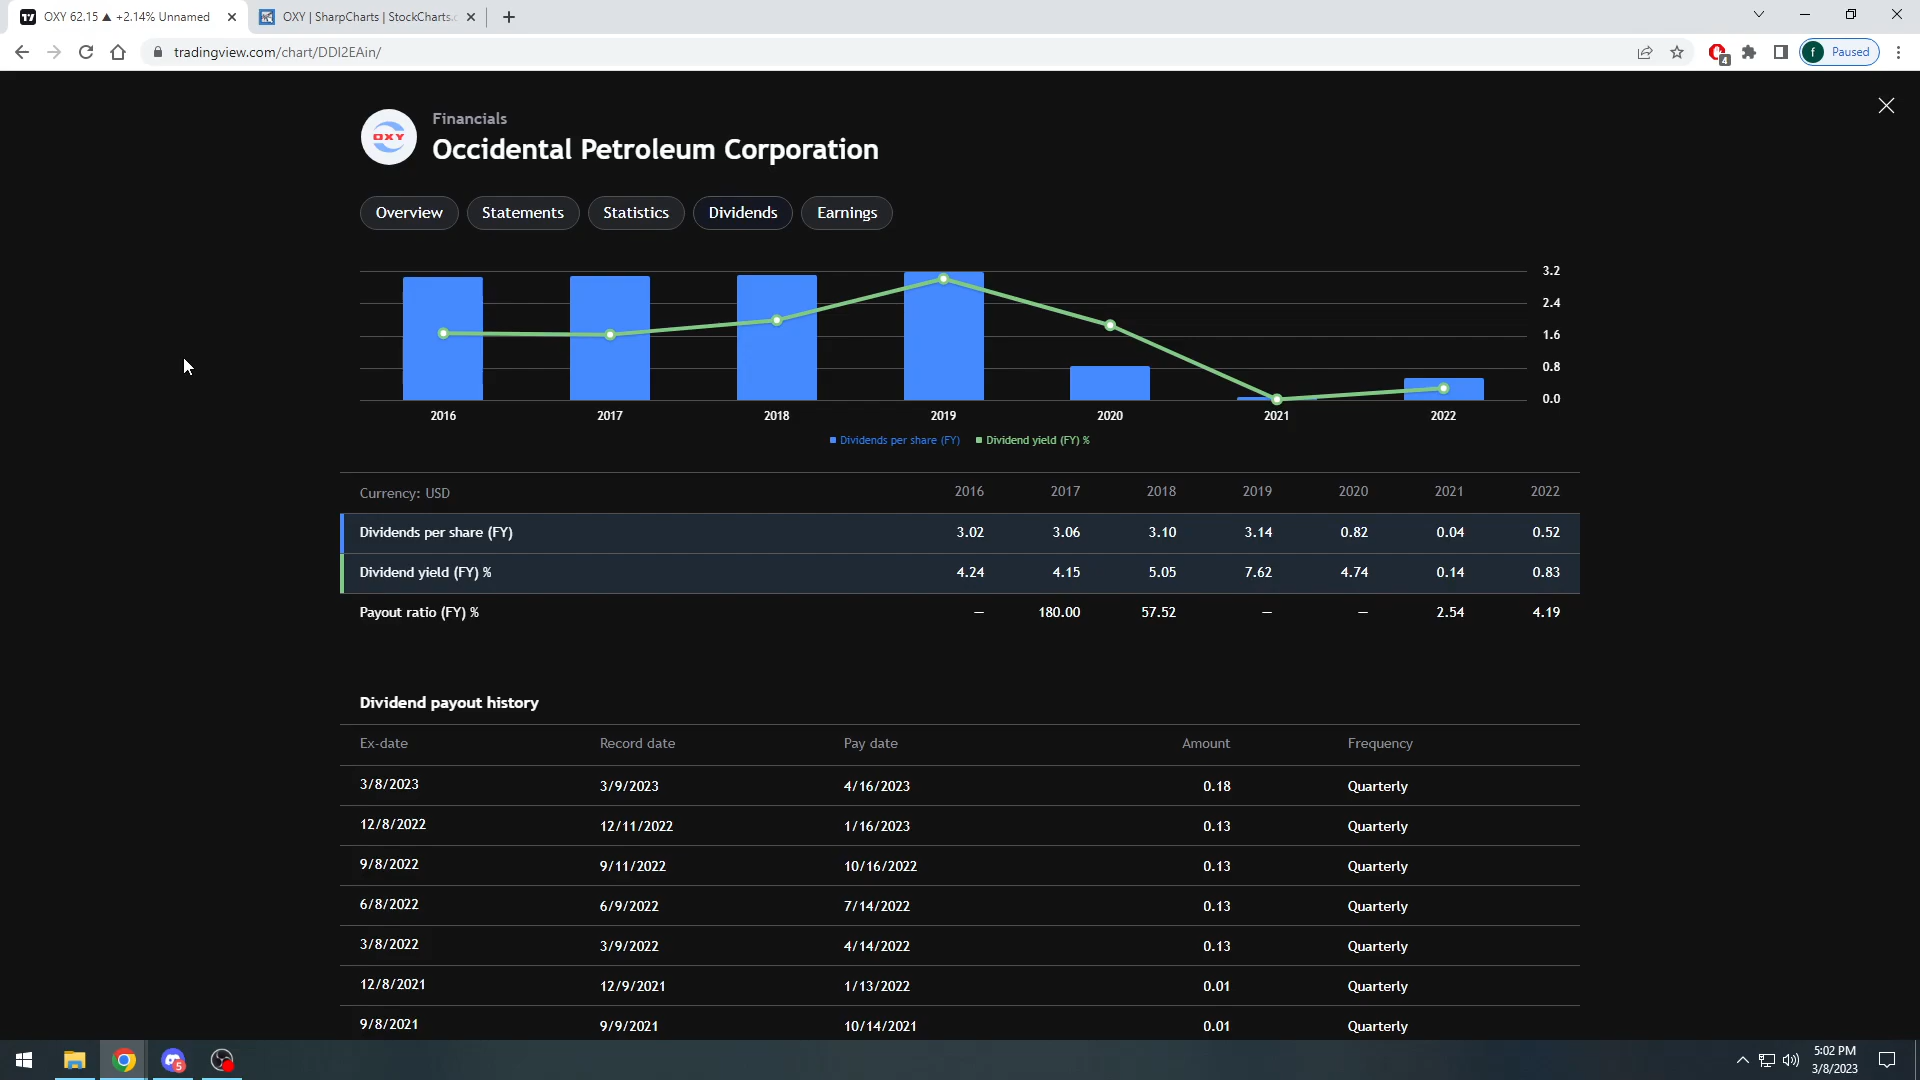 OXY 62.15 ▲ +2.14% Unnamed
OXY | SharpCharts | StockCharts.c
tradingview.com/chart/DDI2EAin/
4
f Paused
OXY
Financials
Occidental Petroleum Corporation
Overview Statements Statistics Dividends Earnings
3.2
2.4
1.6
0.8
0.0
2016 2017 2018 2019 2020 2021 2022
Dividends per share (FY) Dividend yield (FY) %
Currency: USD 2016 2017 2018 2019 2020 2021 2022
Dividends per share (FY) 3.02 3.06 3.10 3.14 0.82 0.04 0.52
Dividend yield (FY) % 4.24 4.15 5.05 7.62 4.74 0.14 0.83
Payout ratio (FY) % — 180.00 57.52 — — 2.54 4.19
Dividend payout history
Ex-date Record date Pay date Amount Frequency
3/8/2023 3/9/2023 4/16/2023 0.18 Quarterly
12/8/2022 12/11/2022 1/16/2023 0.13 Quarterly
9/8/2022 9/11/2022 10/16/2022 0.13 Quarterly
6/8/2022 6/9/2022 7/14/2022 0.13 Quarterly
3/8/2022 3/9/2022 4/14/2022 0.13 Quarterly
12/8/2021 12/9/2021 1/13/2022 0.01 Quarterly
9/8/2021 9/9/2021 10/14/2021 0.01 Quarterly
5
5:02 PM
3/8/2023